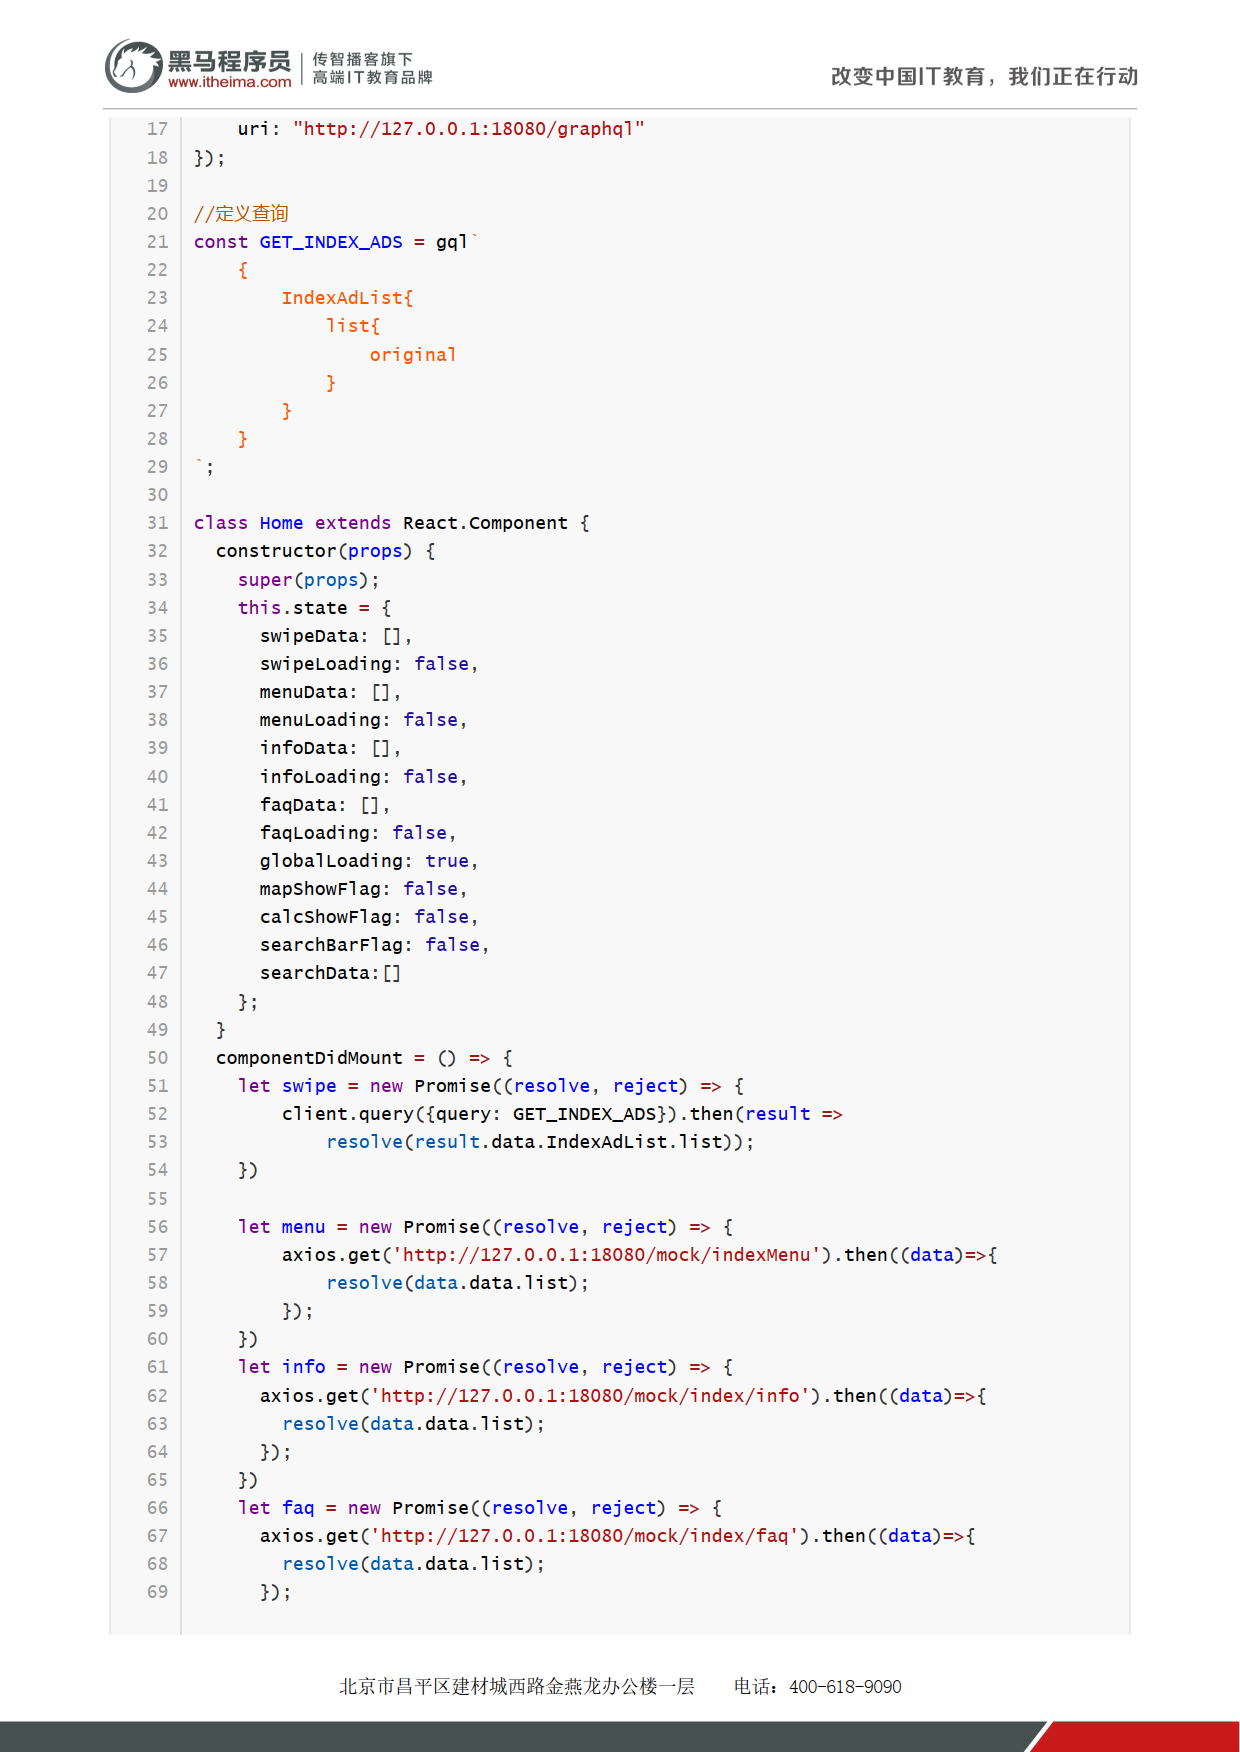 黑马程序员
www.itheima.com
传智播客旗下
高端IT教育品牌
改变中国IT教育，我们正在行动
17     uri: "http://127.0.0.1:18080/graphql"
18 });
19
20 //定义查询
21 const GET_INDEX_ADS = gql`
22     {
23         IndexAdList{
24             list{
25                 original
26             }
27         }
28     }
29 `;
30
31 class Home extends React.Component {
32   constructor(props) {
33     super(props);
34     this.state = {
35       swipeData: [],
36       swipeLoading: false,
37       menuData: [],
38       menuLoading: false,
39       infoData: [],
40       infoLoading: false,
41       faqData: [],
42       faqLoading: false,
43       globalLoading: true,
44       mapShowFlag: false,
45       calcShowFlag: false,
46       searchBarFlag: false,
47       searchData:[]
48     };
49   }
50   componentDidMount = () => {
51     let swipe = new Promise((resolve, reject) => {
52         client.query({query: GET_INDEX_ADS}).then(result =>
53             resolve(result.data.IndexAdList.list));
54     })
55
56     let menu = new Promise((resolve, reject) => {
57         axios.get('http://127.0.0.1:18080/mock/indexMenu').then((data)=>{
58             resolve(data.data.list);
59         });
60     })
61     let info = new Promise((resolve, reject) => {
62       axios.get('http://127.0.0.1:18080/mock/index/info').then((data)=>{
63         resolve(data.data.list);
64       });
65     })
66     let faq = new Promise((resolve, reject) => {
67       axios.get('http://127.0.0.1:18080/mock/index/faq').then((data)=>{
68         resolve(data.data.list);
69       });
北京市昌平区建材城西路金燕龙办公楼一层 电话：400-618-9090